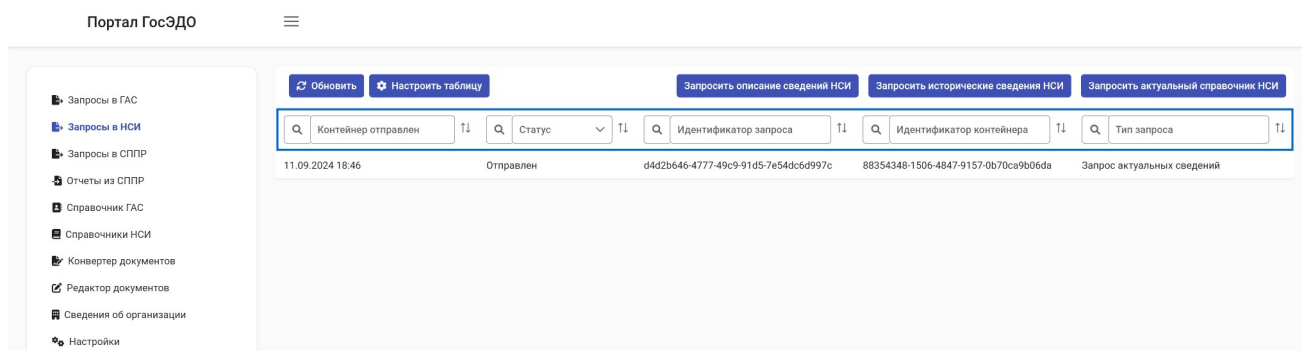 Портал ГосЭДО
Обновить Настроить таблицу Запросить описание сведений НСИ Запросить исторические сведения НСИ Запросить актуальный справочник НСИ
Контейнер отправлен Статус Идентификатор запроса Идентификатор контейнера Тип запроса
11.09.2024 18:46 Отправлен d4d2b646-4777-49c9-91d5-7e54dc6d997c 88354348-1506-4847-9157-0b70ca9b06da Запрос актуальных сведений
Запросы в ГАС
Запросы в НСИ
Запросы в СППР
Отчеты из СППР
Справочник ГАС
Справочники НСИ
Конвертер документов
Редактор документов
Сведения об организации
Настройки